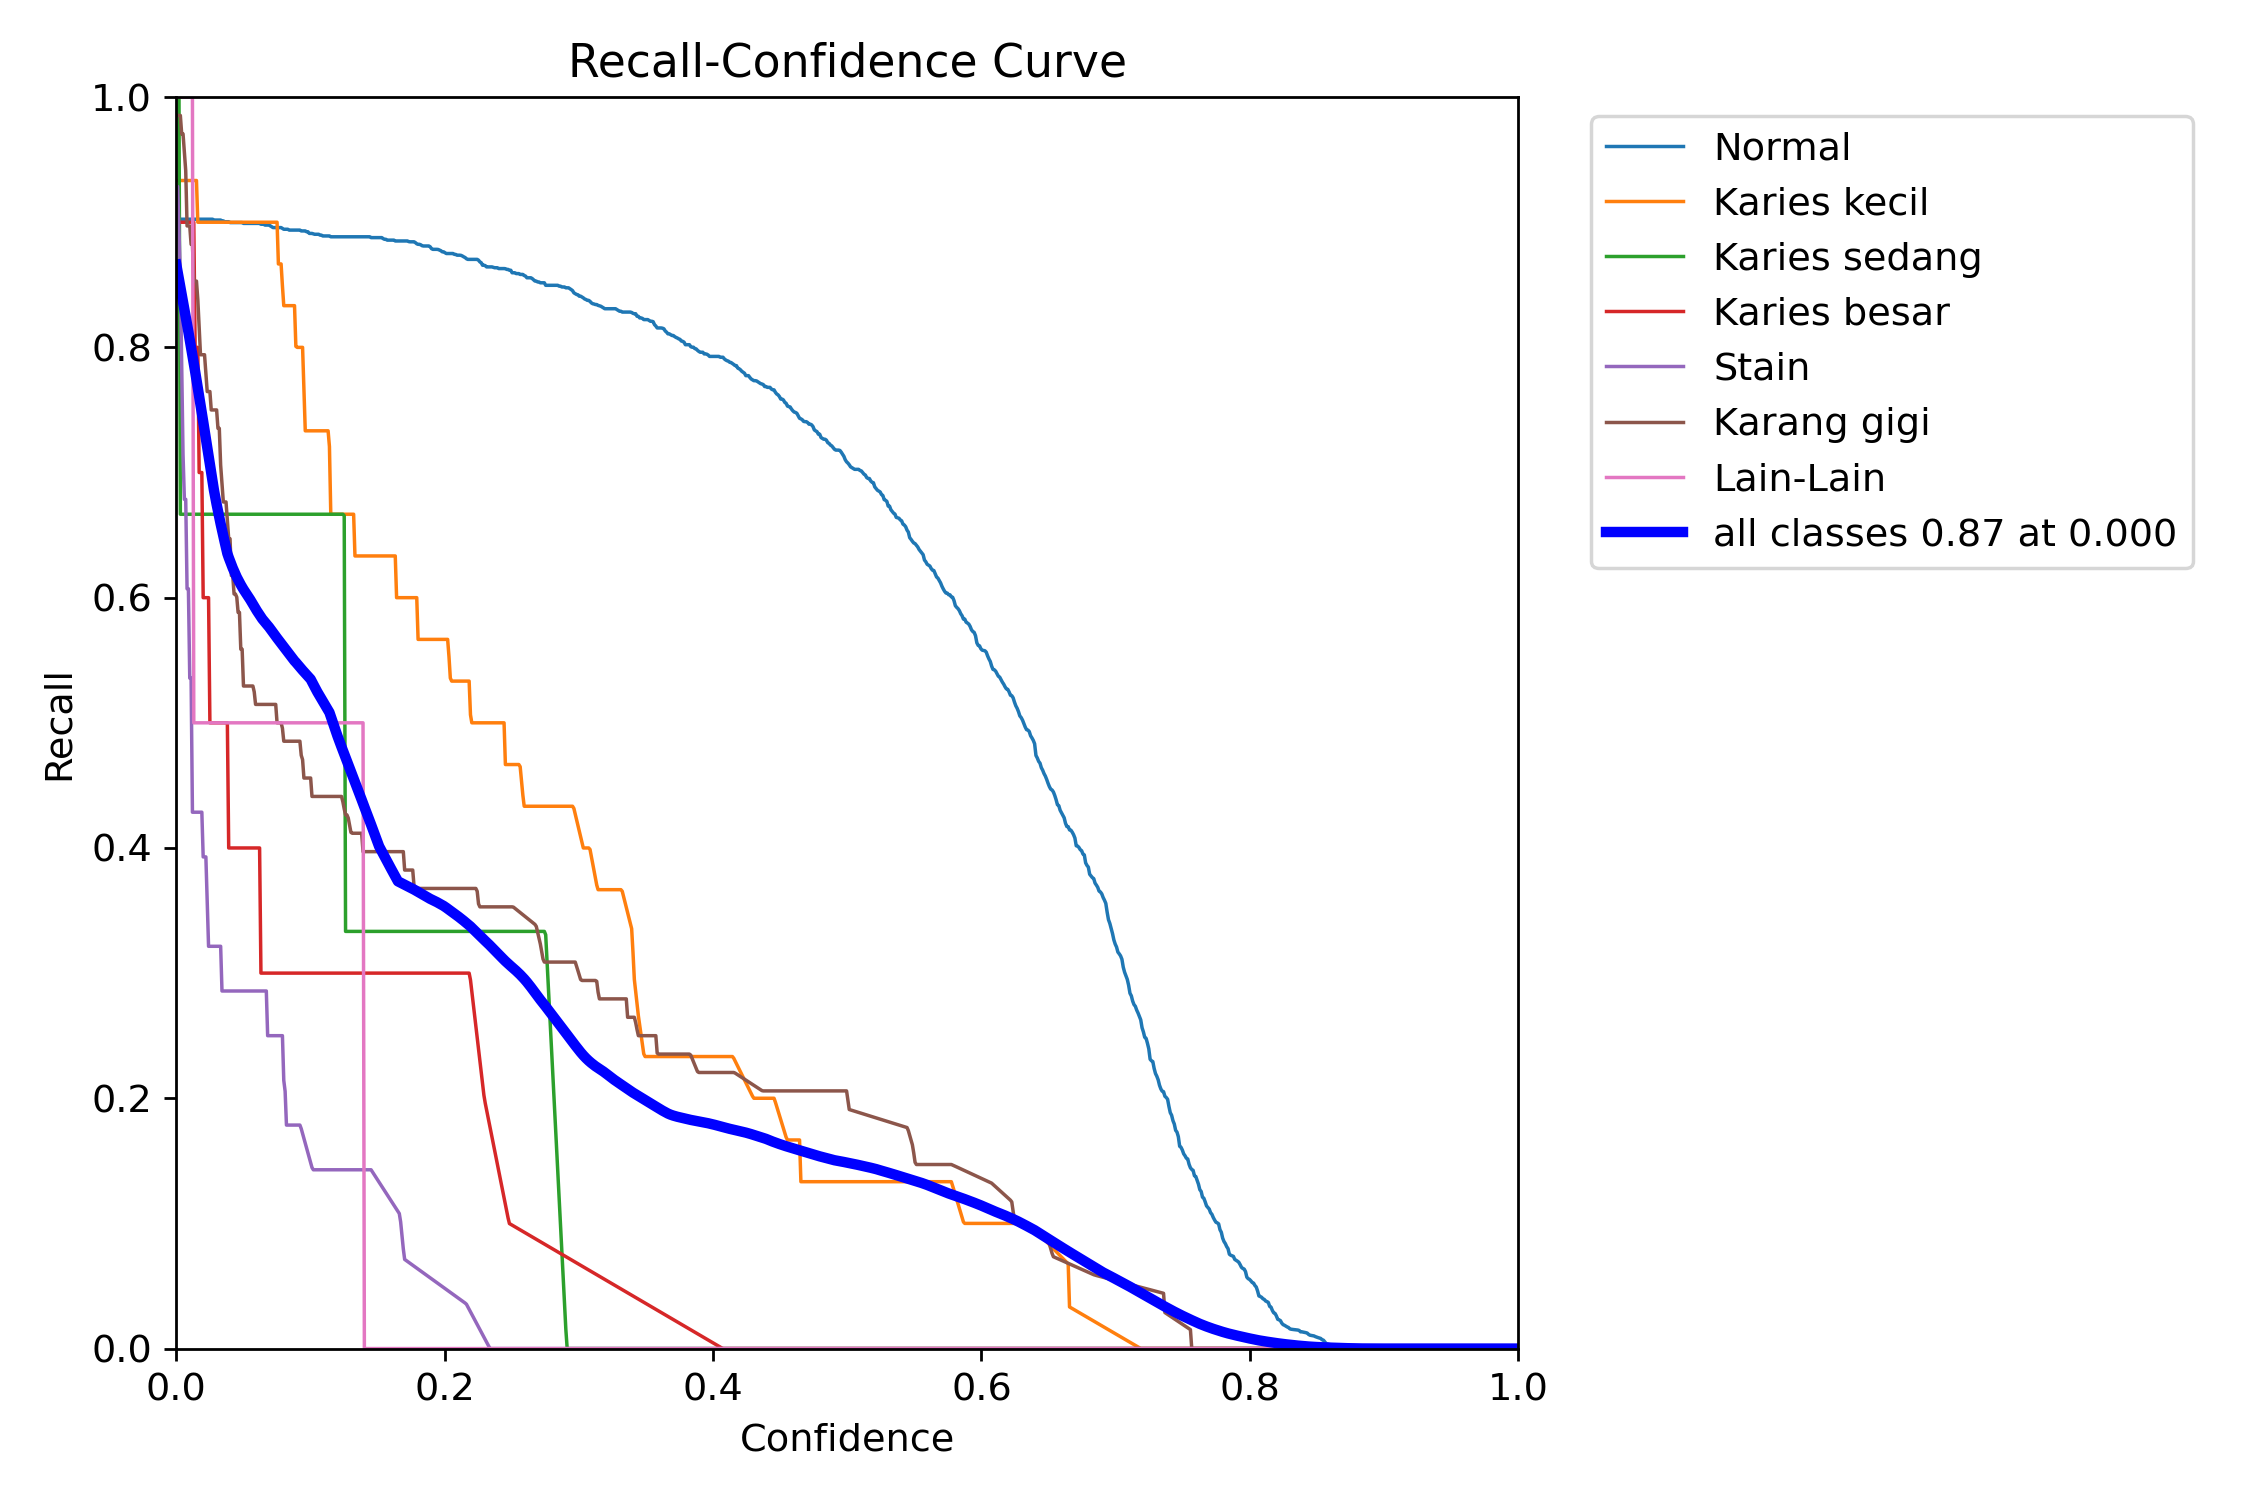 Recall-Confidence Curve
1.0
0.8
0.6
0.4
0.2
0.0
Recall
0.0 0.2 0.4 0.6 0.8 1.0
Confidence
Normal
Karies kecil
Karies sedang
Karies besar
Stain
Karang gigi
Lain-Lain
all classes 0.87 at 0.000